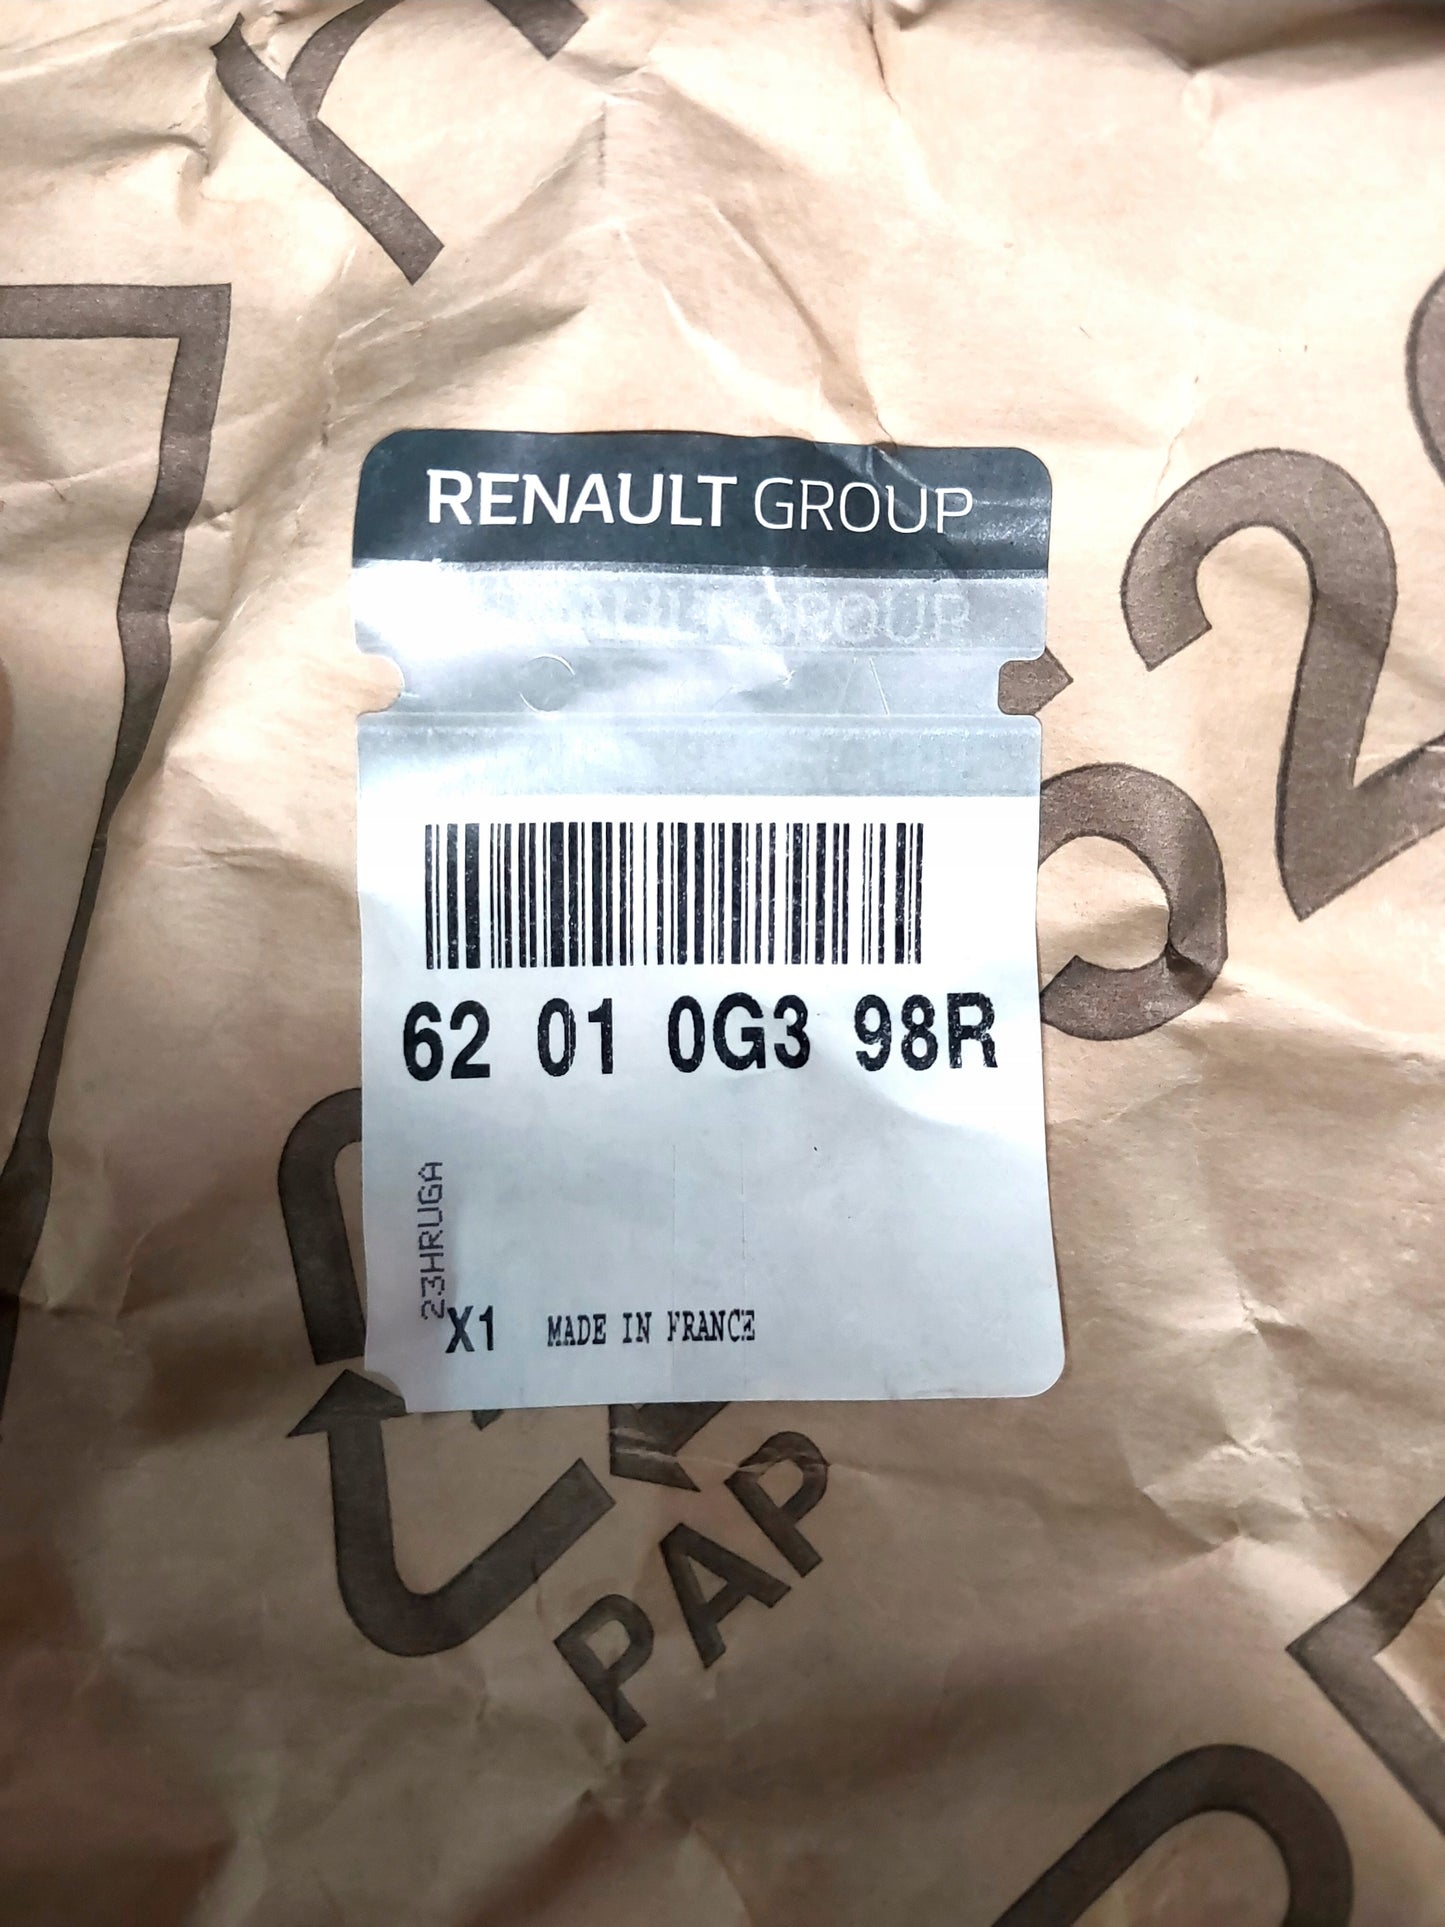 RENAULT GROUP
62 01 0G3 98R
23HRUGA
X1 MADE IN FRANCE
PAP